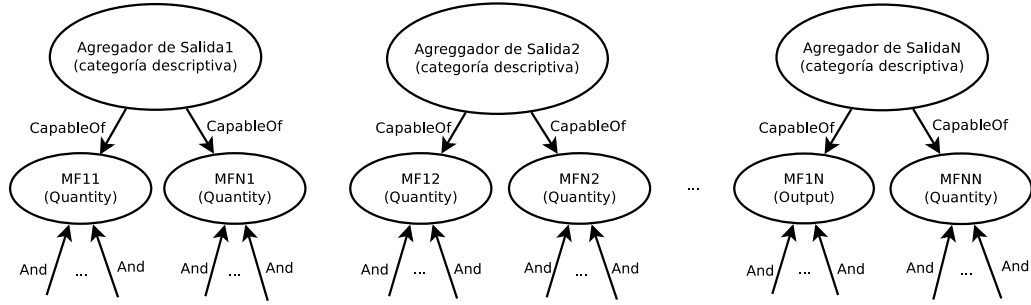 Agregador de Salida1
(categoría descriptiva)
Agreggador de Salida2
(categoría descriptiva)
Agregador de SalidaN
(categoría descriptiva)
CapableOf
CapableOf
CapableOf
CapableOf
CapableOf
CapableOf
MF11
(Quantity)
MFN1
(Quantity)
MF12
(Quantity)
MFN2
(Quantity)
...
MF1N
(Output)
MFNN
(Quantity)
And
...
And
And
...
And
And
...
And
And
...
And
And
...
And
And
...
And